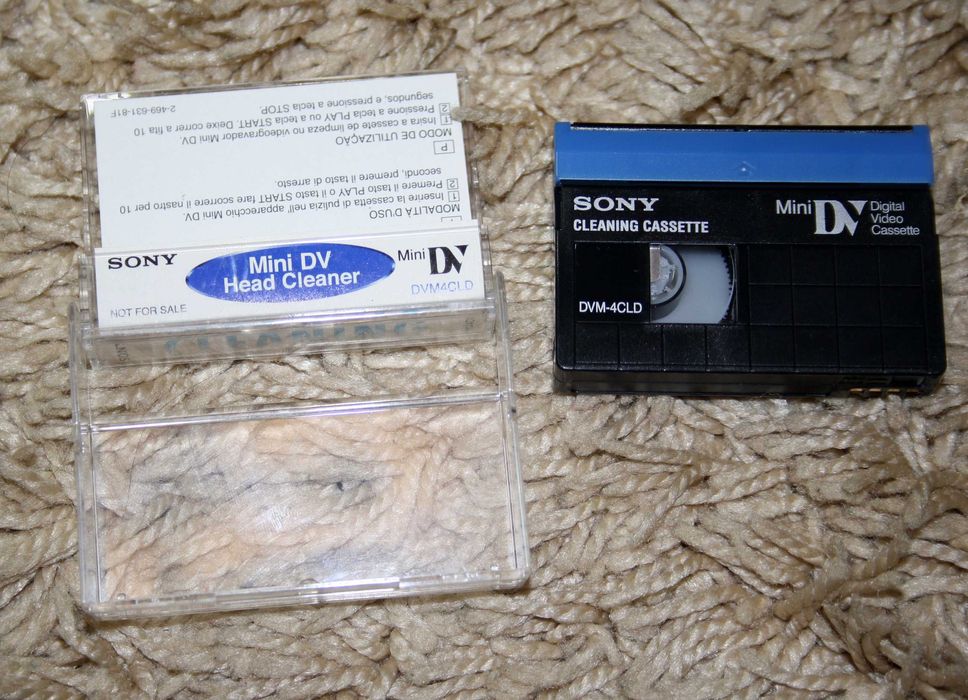 MODALITÀ D'USO
1 Inserire la cassetta di pulizia nell'apparecchio Mini DV.
2 Premere il tasto PLAY o il tasto START fare scorrere il nastro per 10
secondi, premere il tasto di arresto.
P
MODO DE UTILIZAÇÃO
1 Insira a cassete de limpeza no videogravador Mini DV.
2 Pressione a tecla PLAY ou a tecla START. Deixe correr a fita 10
segundos, e pressione a tecla STOP.
2-469-631-81F
SONY
Mini DV
Head Cleaner
Mini DV
DVM4CLD
NOT FOR SALE
SONY
CLEANING
SONY
CLEANING CASSETTE
Mini DV
Digital
Video
Cassette
DVM-4CLD